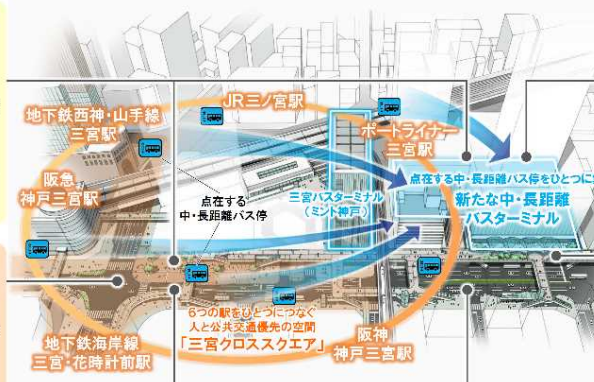 JR三ノ宮駅
地下鉄西神・山手線
三宮駅
ポートライナー
三宮駅
阪急
神戸三宮駅
点在する
中・長距離バス停
三宮バスターミナル
(ミント神戸)
点在する中・長距離バス停をひとつに
新たな中・長距離
バスターミナル
6つの駅をひとつにつなぐ
人と公共交通優先の空間
「三宮クロススクエア」
地下鉄海岸線
三宮・花時計前駅
阪神
神戸三宮駅